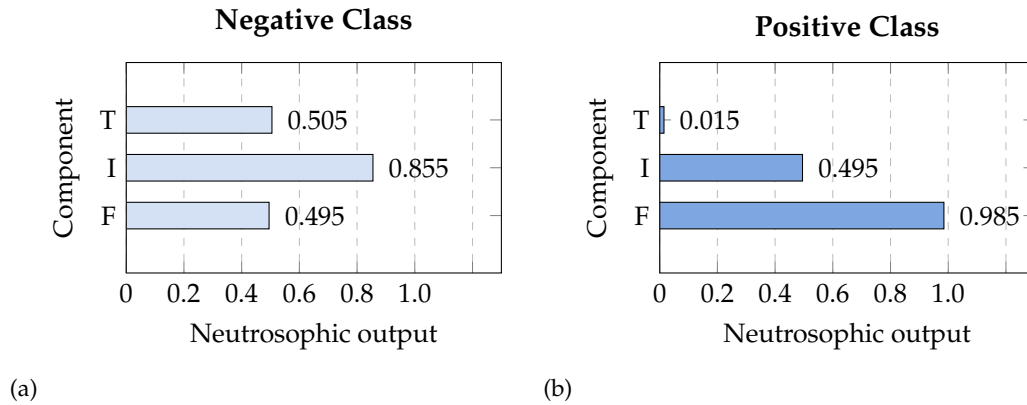 Negative Class
Component
T
0.505
I
0.855
F
0.495
0 0.2 0.4 0.6 0.8 1.0
Neutrosophic output
(a)
Positive Class
Component
T
0.015
I
0.495
F
0.985
0 0.2 0.4 0.6 0.8 1.0
Neutrosophic output
(b)